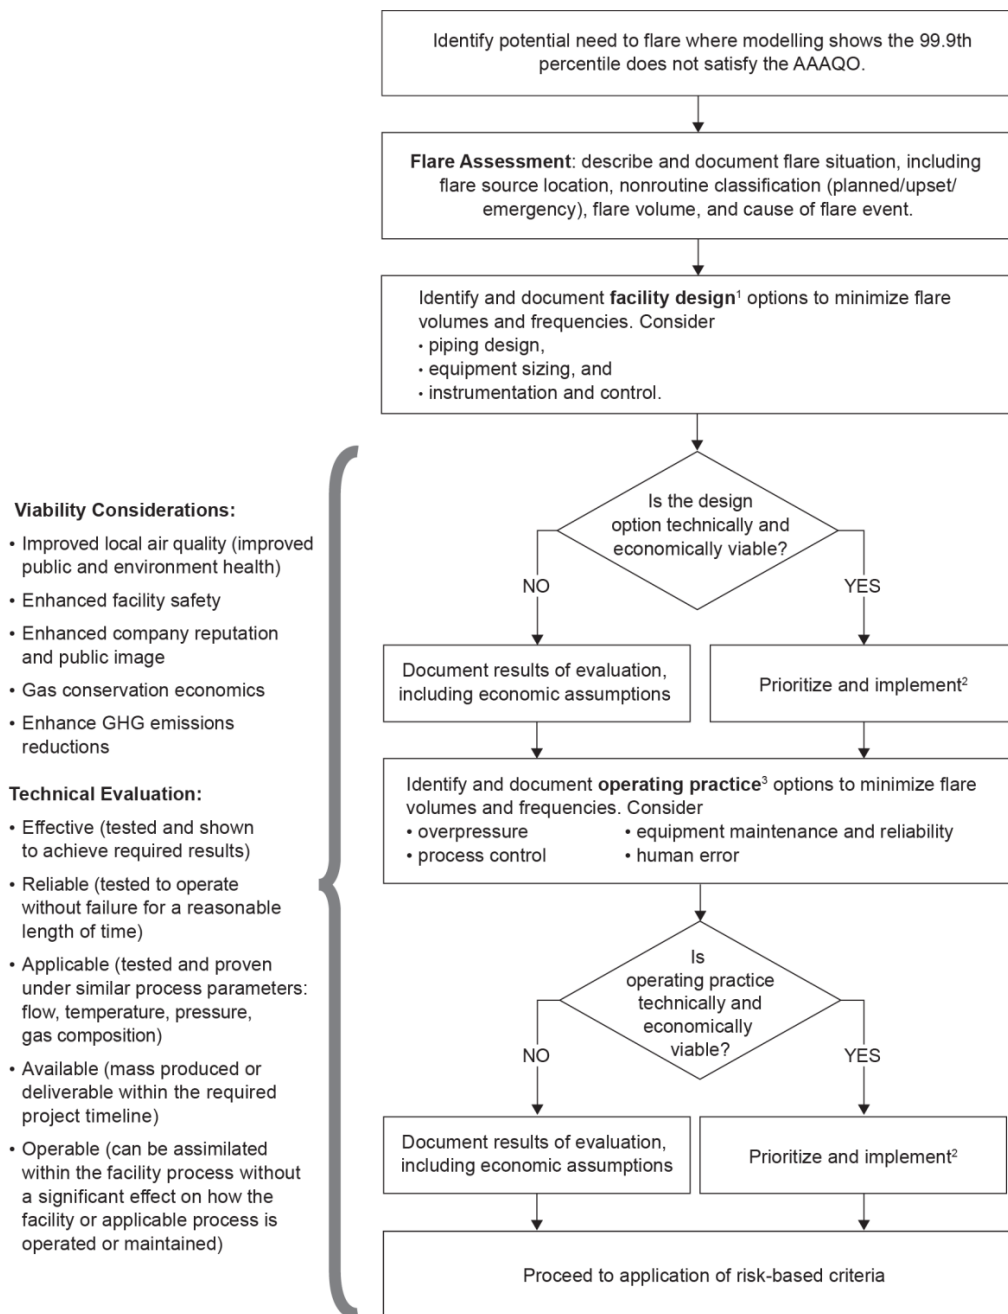 Identify potential need to flare where modelling shows the 99.9th
percentile does not satisfy the AAAQO.
Flare Assessment: describe and document flare situation, including
flare source location, nonroutine classification (planned/upset/
emergency), flare volume, and cause of flare event.
Identify and document facility design¹ options to minimize flare
volumes and frequencies. Consider
• piping design,
• equipment sizing, and
• instrumentation and control.
Is the design
option technically and
economically viable?
NO
YES
Document results of evaluation,
including economic assumptions
Prioritize and implement²
Identify and document operating practice³ options to minimize flare
volumes and frequencies. Consider
• overpressure
• equipment maintenance and reliability
• process control
• human error
Is
operating practice
technically and
economically
viable?
NO
YES
Document results of evaluation,
including economic assumptions
Prioritize and implement²
Proceed to application of risk-based criteria
Viability Considerations:
• Improved local air quality (improved
public and environment health)
• Enhanced facility safety
• Enhanced company reputation
and public image
• Gas conservation economics
• Enhance GHG emissions
reductions
Technical Evaluation:
• Effective (tested and shown
to achieve required results)
• Reliable (tested to operate
without failure for a reasonable
length of time)
• Applicable (tested and proven
under similar process parameters:
flow, temperature, pressure,
gas composition)
• Available (mass produced or
deliverable within the required
project timeline)
• Operable (can be assimilated
within the facility process without
a significant effect on how the
facility or applicable process is
operated or maintained)